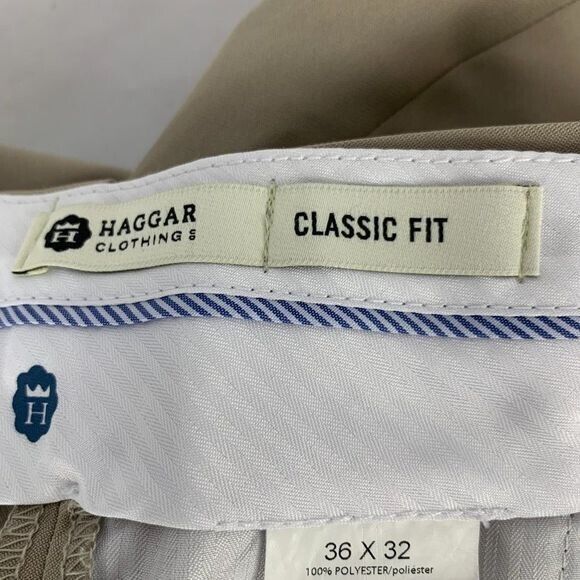 H HAGGAR
CLOTHING CO
CLASSIC FIT
H
36 X 32
100% POLYESTER/poliéster